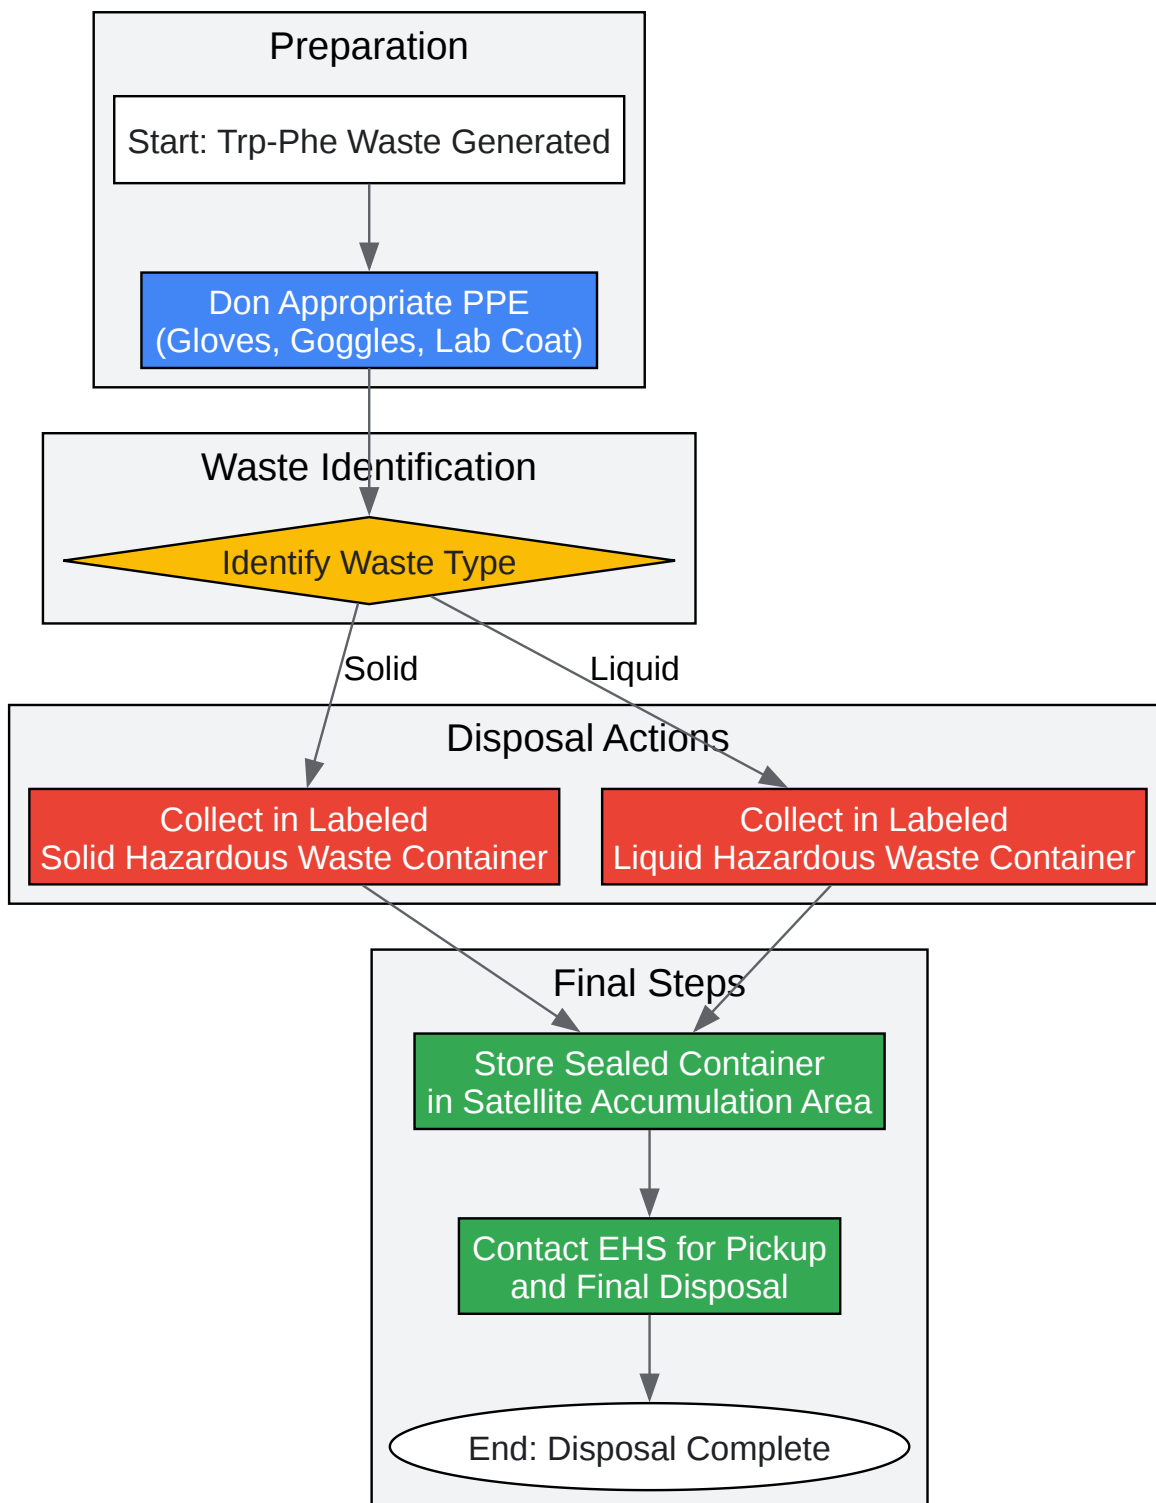 Preparation
Start: Trp-Phe Waste Generated
Don Appropriate PPE
(Gloves, Goggles, Lab Coat)
Waste Identification
Identify Waste Type
Solid
Liquid
Disposal Actions
Collect in Labeled
Solid Hazardous Waste Container
Collect in Labeled
Liquid Hazardous Waste Container
Final Steps
Store Sealed Container
in Satellite Accumulation Area
Contact EHS for Pickup
and Final Disposal
End: Disposal Complete